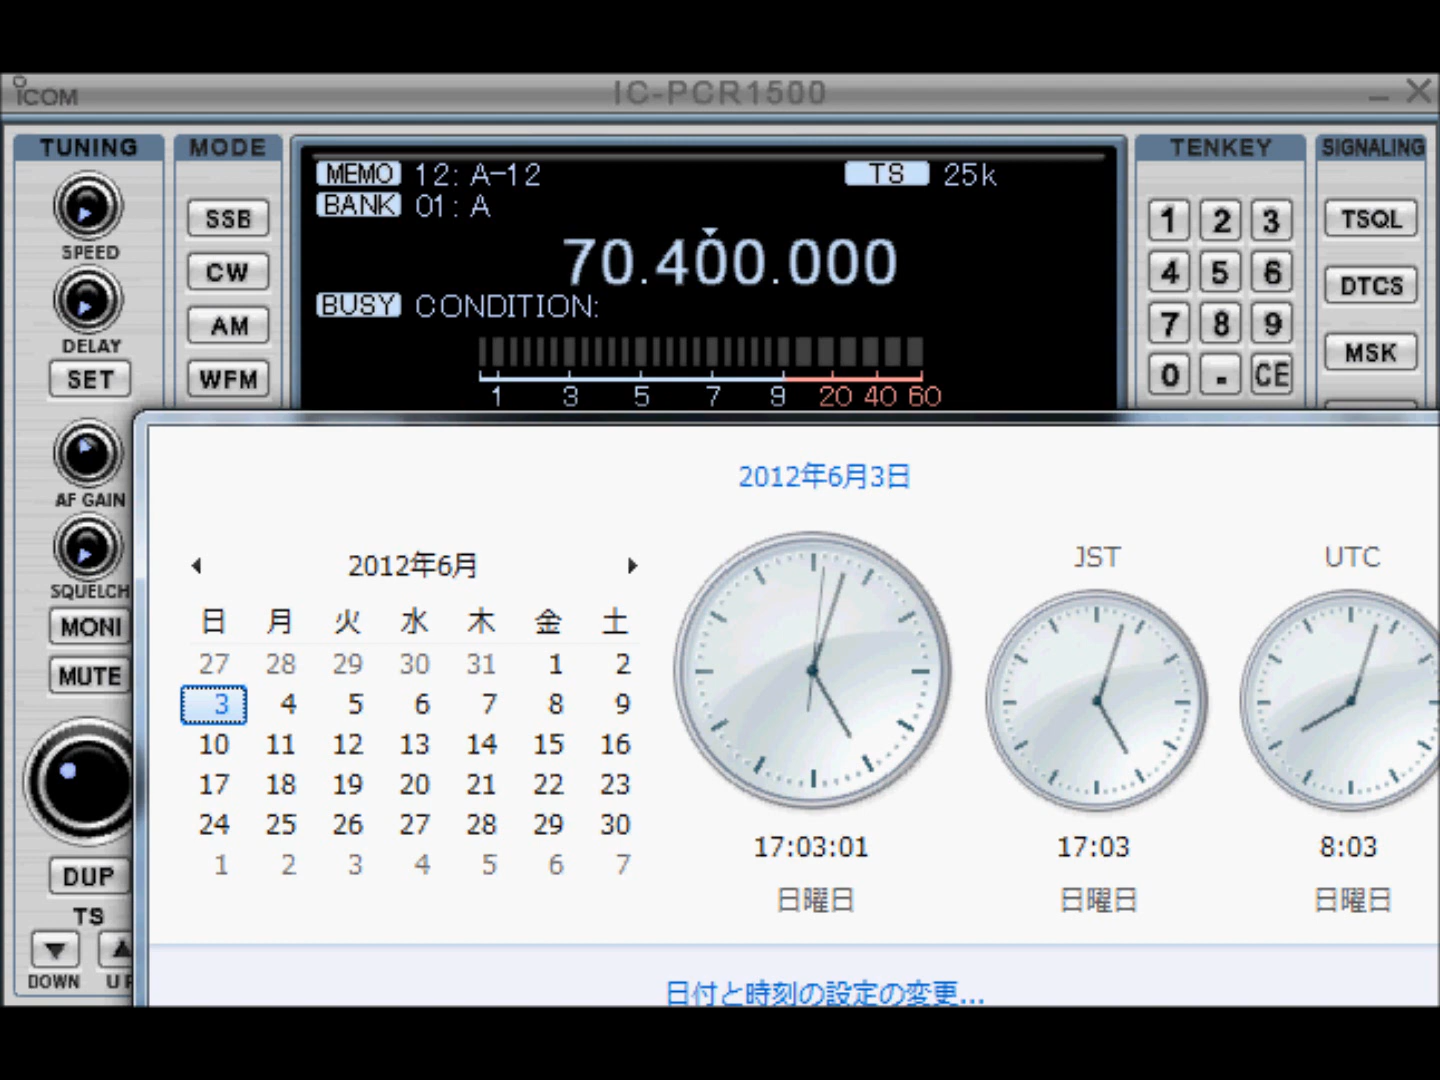 ICOM
IC-PCR1500
TUNING
SPEED
DELAY
SET
AF GAIN
SQUELCH
MONI
MUTE
DUP
TS
DOWN
MODE
SSB
CW
AM
WFM
MEMO 12: A-12
TS 25k
BANK 01: A
70.400.000
BUSY CONDITION:
1 3 5 7 9 20 40 60
TENKEY
1 2 3
4 5 6
7 8 9
0 . CE
SIGNALING
TSQL
DTCS
MSK
2012年6月3日
2012年6月
日 月 火 水 木 金 土
27 28 29 30 31 1 2
3 4 5 6 7 8 9
10 11 12 13 14 15 16
17 18 19 20 21 22 23
24 25 26 27 28 29 30
1 2 3 4 5 6 7
17:03:01
日曜日
JST
17:03
日曜日
UTC
8:03
日曜日
日付と時刻の設定の変更...